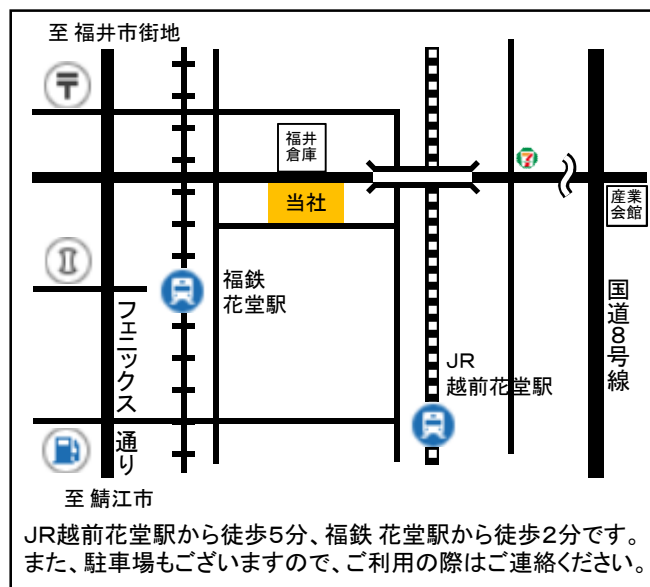 至 福井市街地
福井
倉庫
7
当社
産業
会館
福鉄
花堂駅
フェニックス通り
国道8号線
JR
越前花堂駅
至 鯖江市
JR越前花堂駅から徒歩5分、福鉄 花堂駅から徒歩2分です。
また、駐車場もございますので、ご利用の際はご連絡ください。